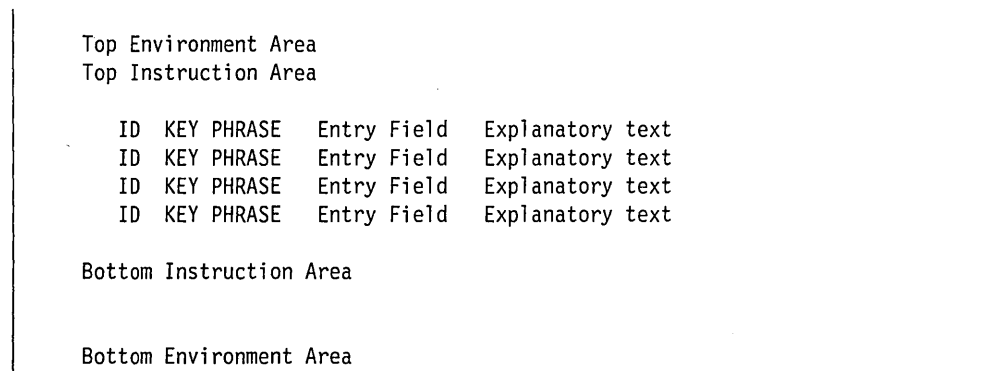 Top Environment Area
Top Instruction Area
ID KEY PHRASE Entry Field Explanatory text
ID KEY PHRASE Entry Field Explanatory text
ID KEY PHRASE Entry Field Explanatory text
ID KEY PHRASE Entry Field Explanatory text
Bottom Instruction Area
Bottom Environment Area